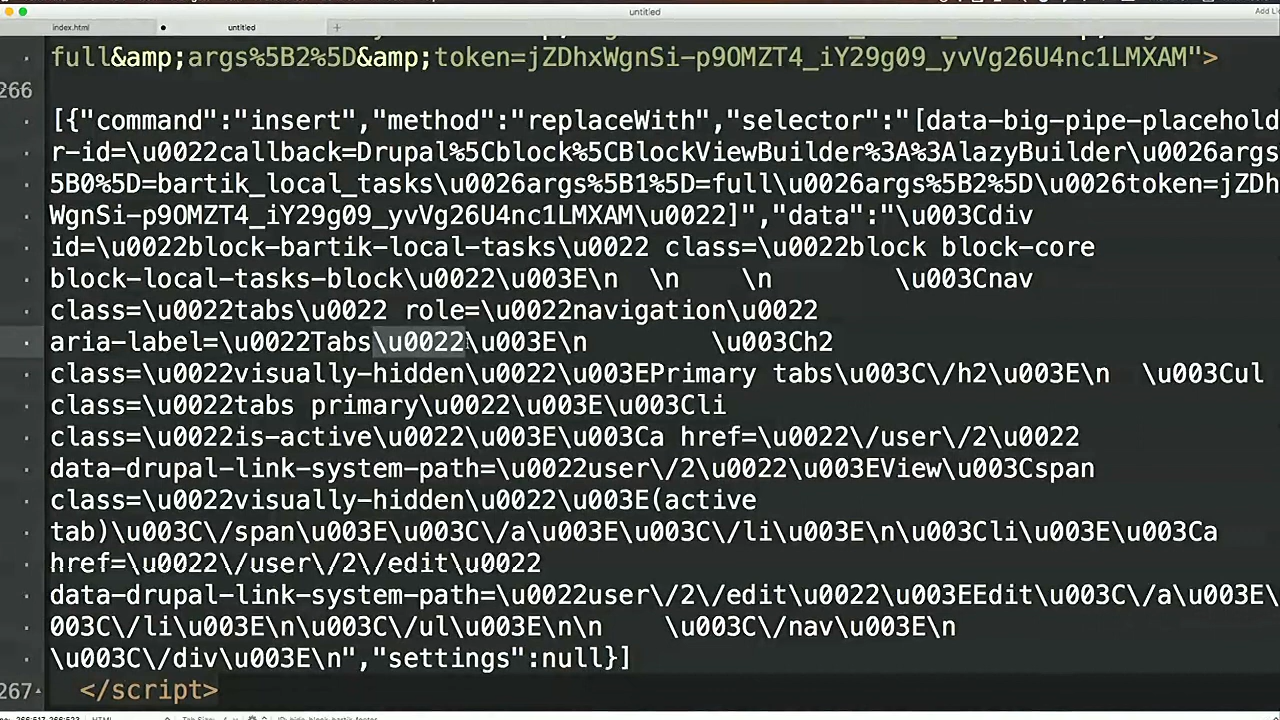 untitled
Add Li
index.html
untitled
full&amp;args%5B2%5D&amp;token=jZDhxWgnSi-p9OMZT4_iY29g09_yvVg26U4nc1LMXAM">
266
[{"command":"insert","method":"replaceWith","selector":"[data-big-pipe-placehold
r-id=\u0022callback=Drupal%5Cblock%5CBlockViewBuilder%3A%3AlazyBuilder\u0026args
5B0%5D=bartik_local_tasks\u0026args%5B1%5D=full\u0026args%5B2%5D\u0026token=jZDh
WgnSi-p9OMZT4_iY29g09_yvVg26U4nc1LMXAM\u0022]","data":"\u003Cdiv
id=\u0022block-bartik-local-tasks\u0022 class=\u0022block block-core
block-local-tasks-block\u0022\u003E\n  \n    \n        \u003Cnav
class=\u0022tabs\u0022 role=\u0022navigation\u0022
aria-label=\u0022Tabs\u0022\u003E\n        \u003Ch2
class=\u0022visually-hidden\u0022\u003EPrimary tabs\u003C\/h2\u003E\n  \u003Cul
class=\u0022tabs primary\u0022\u003E\u003Cli
class=\u0022is-active\u0022\u003E\u003Ca href=\u0022\/user\/2\u0022
data-drupal-link-system-path=\u0022user\/2\u0022\u003EView\u003Cspan
class=\u0022visually-hidden\u0022\u003E(active
tab)\u003C\/span\u003E\u003C\/a\u003E\u003C\/li\u003E\n\u003Cli\u003E\u003Ca
href=\u0022\/user\/2\/edit\u0022
data-drupal-link-system-path=\u0022user\/2\/edit\u0022\u003EEdit\u003C\/a\u003E\
003C\/li\u003E\n\u003C\/ul\u003E\n\n    \u003C\/nav\u003E\n
\u003C\/div\u003E\n","settings":null}]
267 </script>